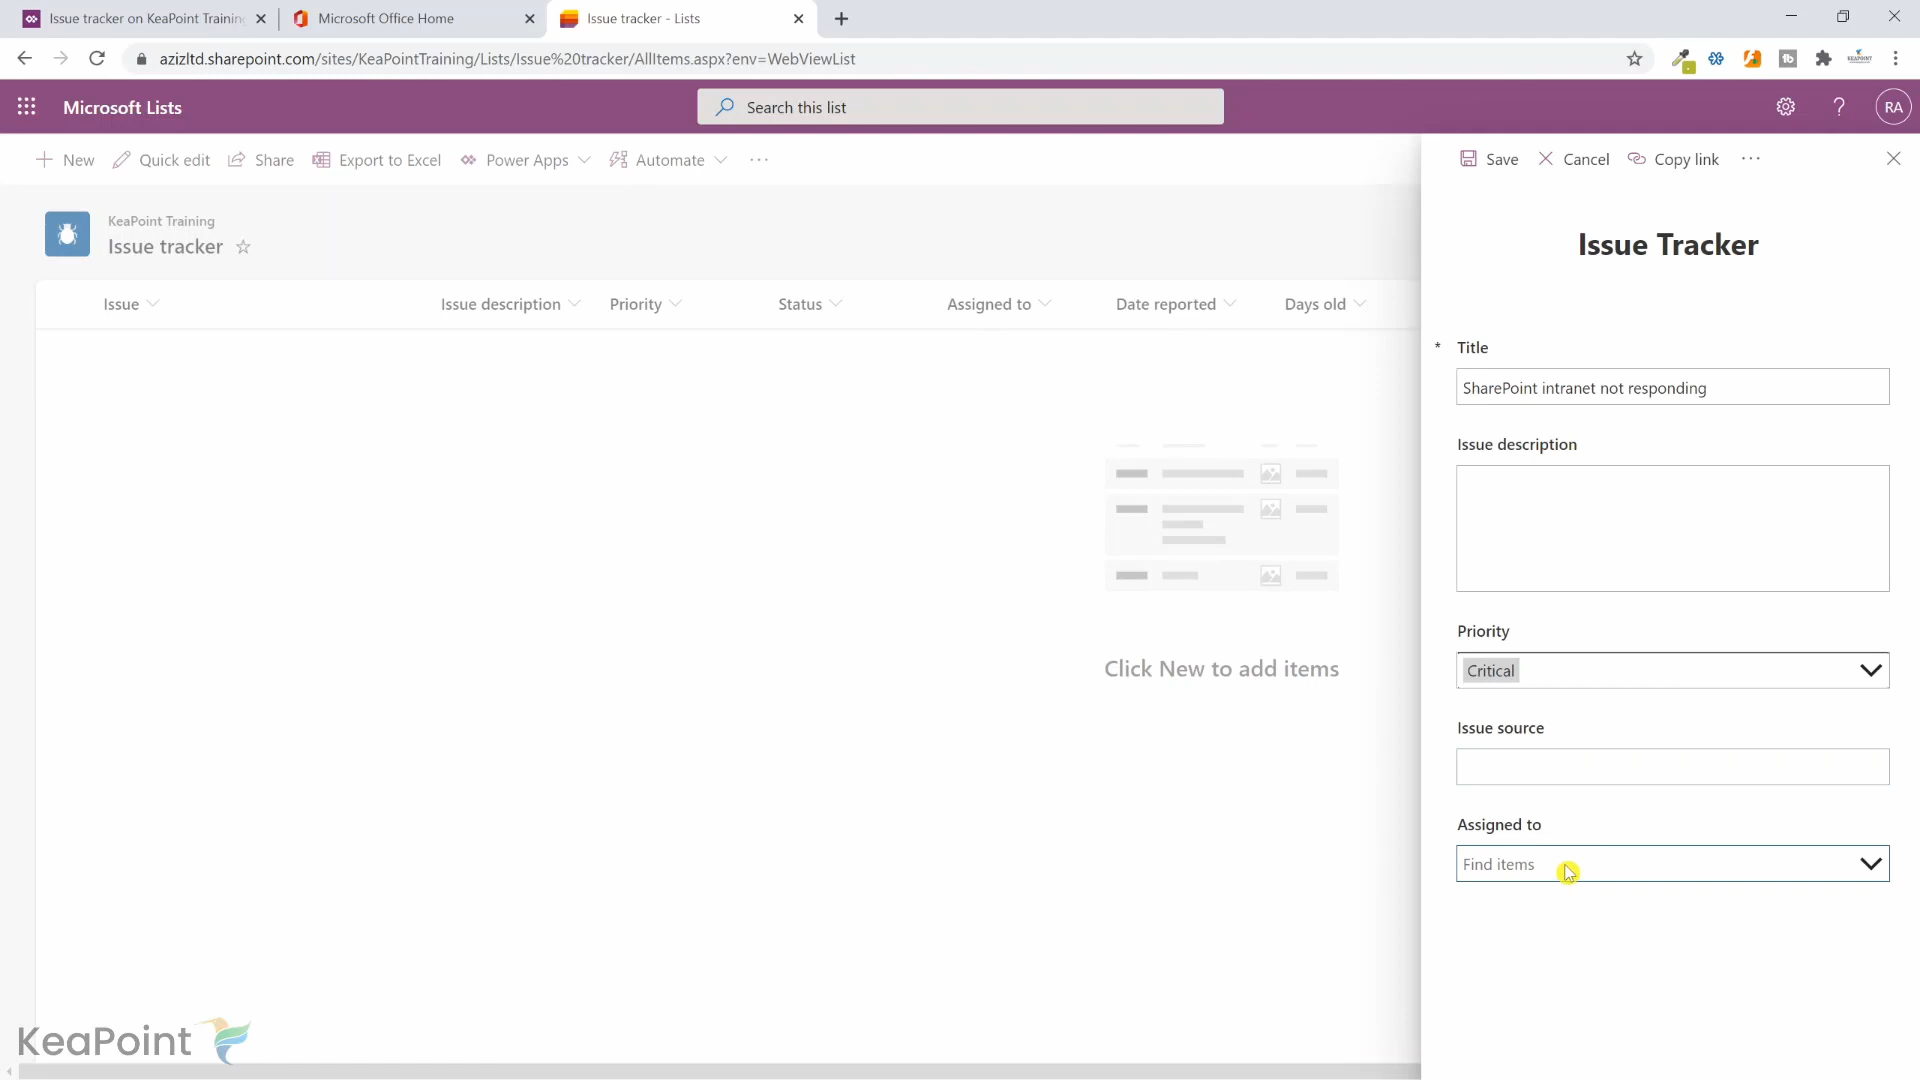 Issue tracker on KeaPoint Training
Microsoft Office Home
Issue tracker - Lists
azizltd.sharepoint.com/sites/KeaPointTraining/Lists/Issue%20tracker/AllItems.aspx?env=WebViewList
Microsoft Lists
Search this list
RA
New
Quick edit
Share
Export to Excel
Power Apps
Automate
Save
Cancel
Copy link
KeaPoint Training
Issue tracker
Issue
Issue description
Priority
Status
Assigned to
Date reported
Days old
Click New to add items
Issue Tracker
* Title
SharePoint intranet not responding
Issue description
Priority
Critical
Issue source
Assigned to
Find items
KeaPoint